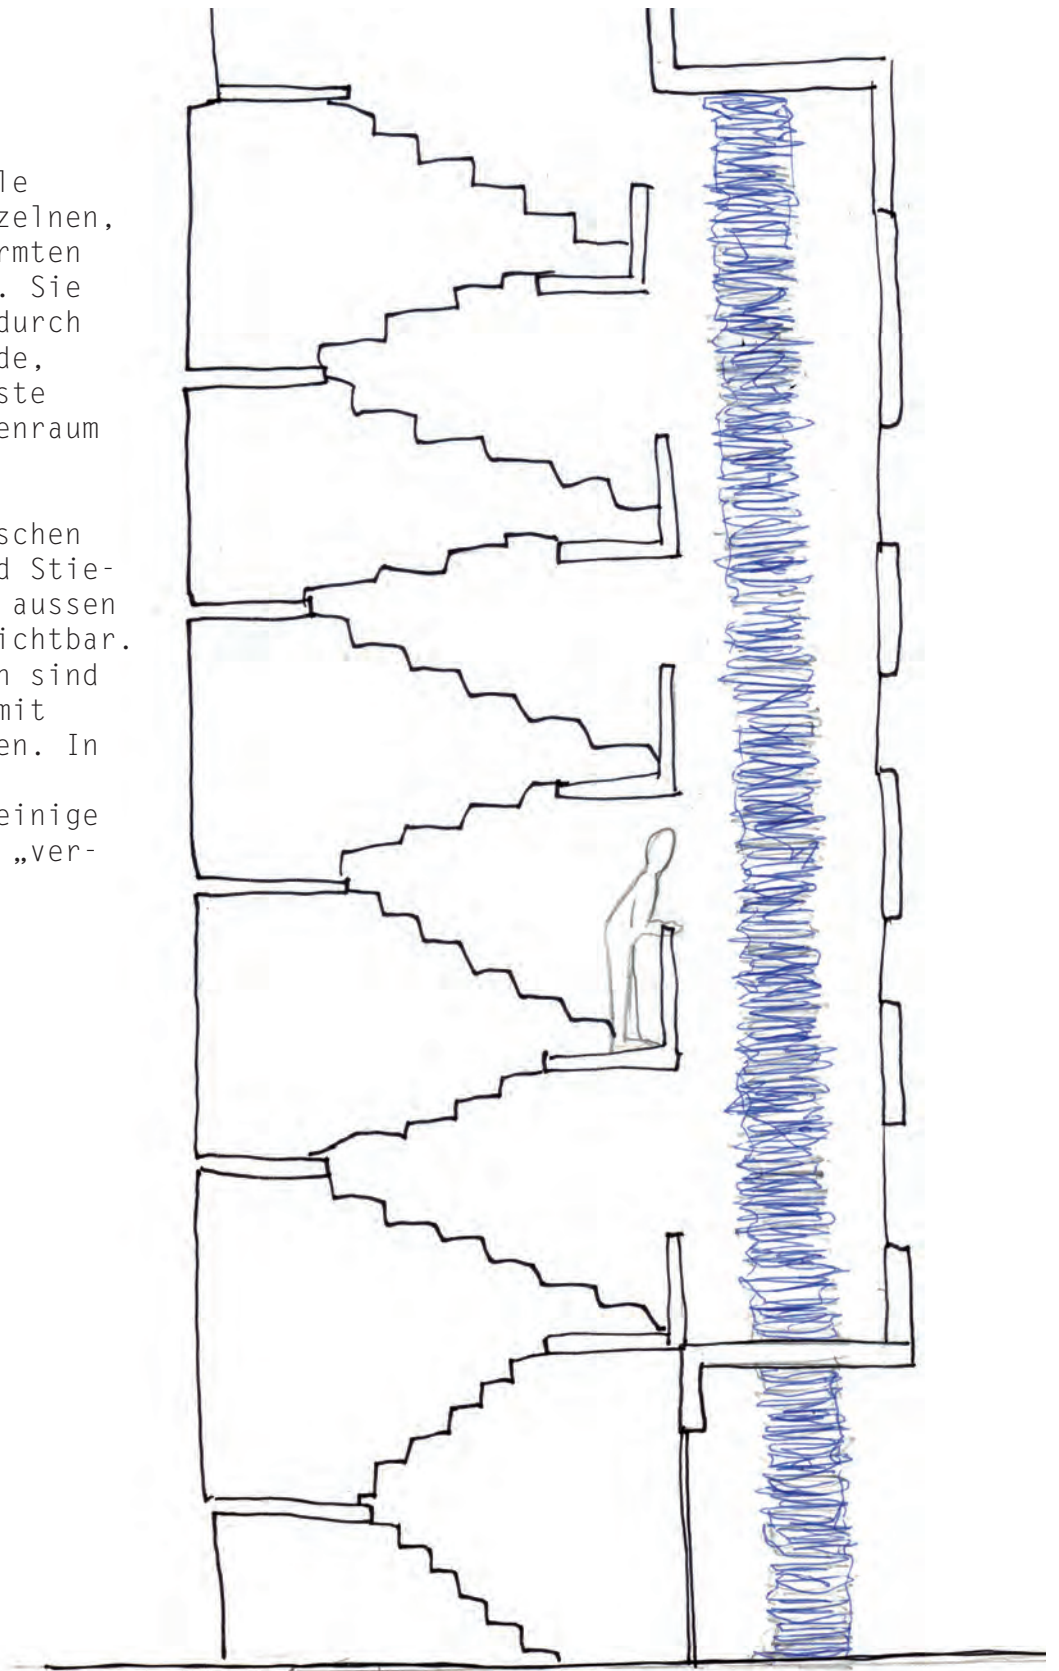 le
zelnen,
rmten
. Sie
durch
de,
ste
enraum
schen
d Stie-
aussen
ichtbar.
n sind
mit
en. In
einige
„ver-